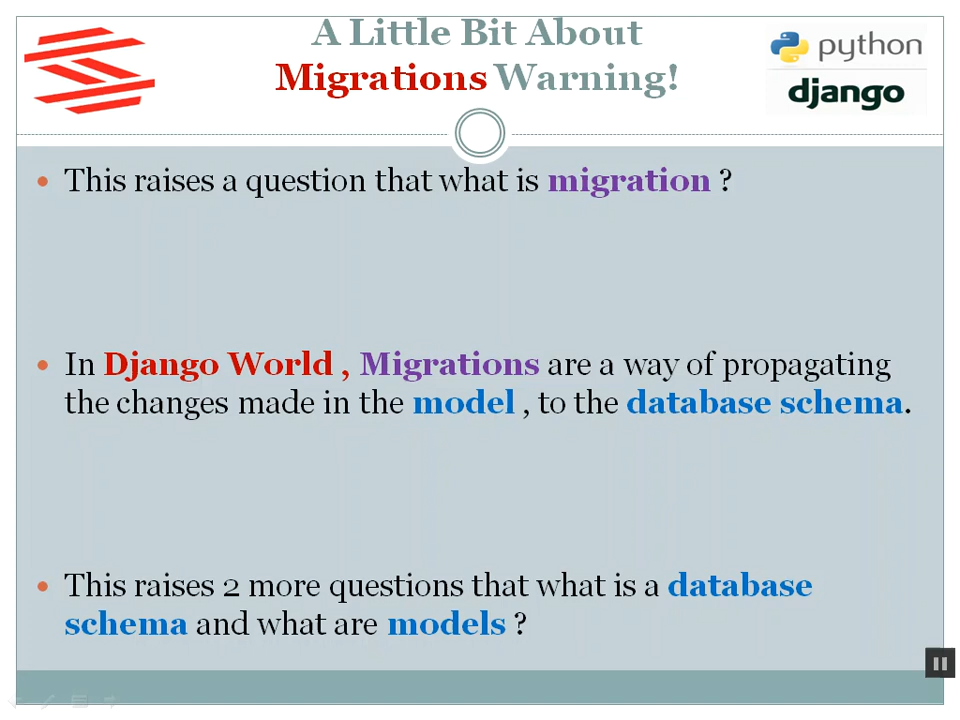 A Little Bit About
Migrations Warning!
python
django
This raises a question that what is migration ?
In Django World , Migrations are a way of propagating
the changes made in the model , to the database schema.
This raises 2 more questions that what is a database
schema and what are models ?